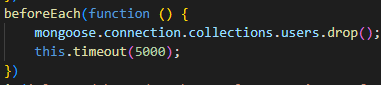 beforeEach(function () {
    mongoose.connection.collections.users.drop();
    this.timeout(5000);
})